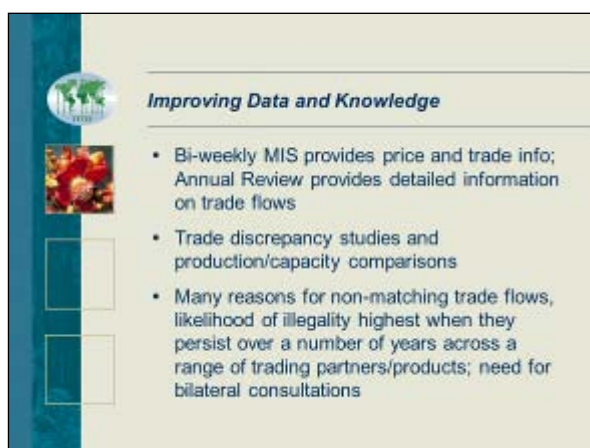 Improving Data and Knowledge
• Bi-weekly MIS provides price and trade info;
Annual Review provides detailed information
on trade flows
• Trade discrepancy studies and
production/capacity comparisons
• Many reasons for non-matching trade flows,
likelihood of illegality highest when they
persist over a number of years across a
range of trading partners/products; need for
bilateral consultations